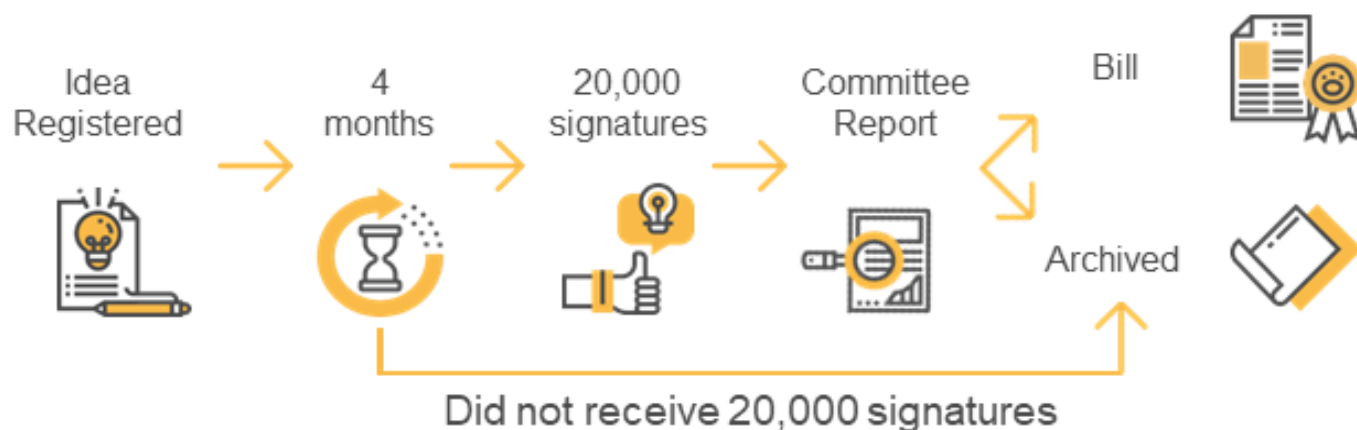 Idea
Registered
4
months
20,000
signatures
Committee
Report
Bill
Archived
Did not receive 20,000 signatures